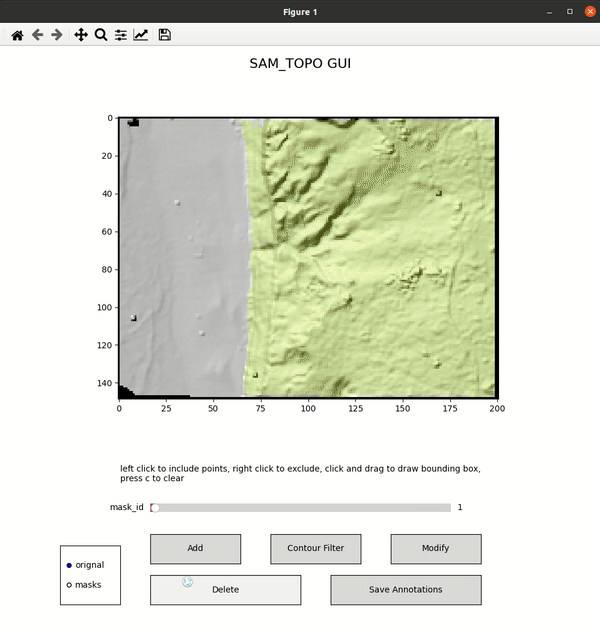 Figure 1
SAM_TOPO GUI
0
20
40
60
80
100
120
140
0 25 50 75 100 125 150 175 200
left click to include points, right click to exclude, click and drag to draw bounding box,
press c to clear
mask_id 1
Add Contour Filter Modify
orignal
masks
Delete Save Annotations